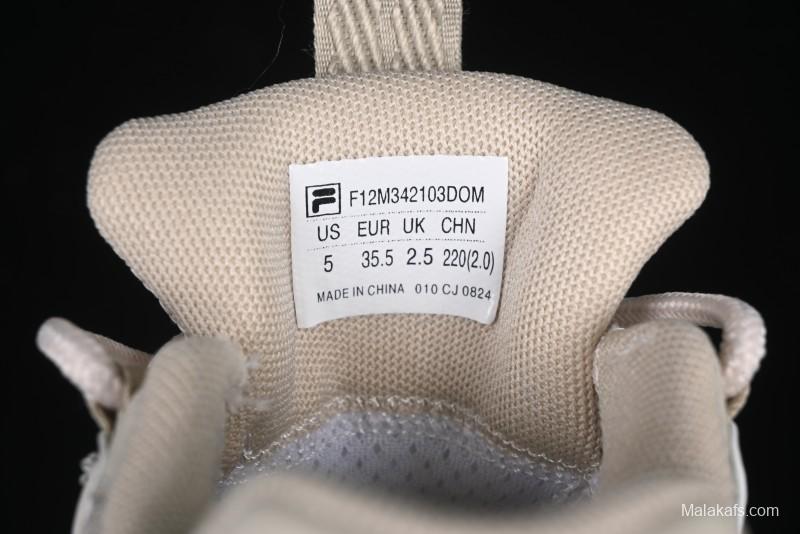 F F12M342103DOM
US EUR UK CHN
5 35.5 2.5 220(2.0)
MADE IN CHINA 010 CJ 0824
Malakafs.com